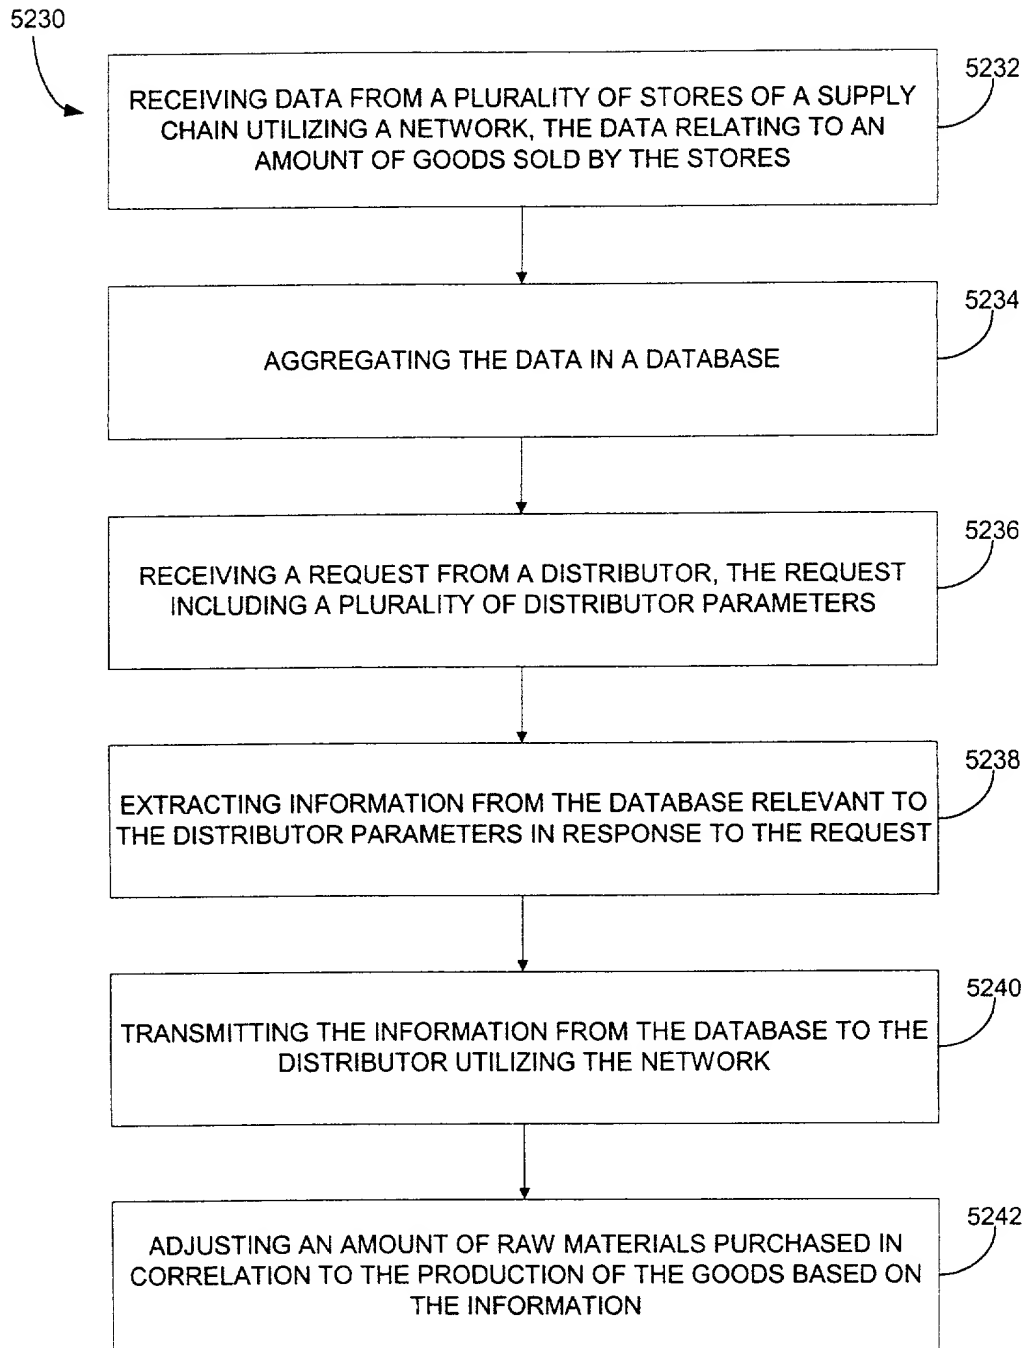 5230
RECEIVING DATA FROM A PLURALITY OF STORES OF A SUPPLY
CHAIN UTILIZING A NETWORK, THE DATA RELATING TO AN
AMOUNT OF GOODS SOLD BY THE STORES
5232
AGGREGATING THE DATA IN A DATABASE
5234
RECEIVING A REQUEST FROM A DISTRIBUTOR, THE REQUEST
INCLUDING A PLURALITY OF DISTRIBUTOR PARAMETERS
5236
EXTRACTING INFORMATION FROM THE DATABASE RELEVANT TO
THE DISTRIBUTOR PARAMETERS IN RESPONSE TO THE REQUEST
5238
TRANSMITTING THE INFORMATION FROM THE DATABASE TO THE
DISTRIBUTOR UTILIZING THE NETWORK
5240
ADJUSTING AN AMOUNT OF RAW MATERIALS PURCHASED IN
CORRELATION TO THE PRODUCTION OF THE GOODS BASED ON
THE INFORMATION
5242